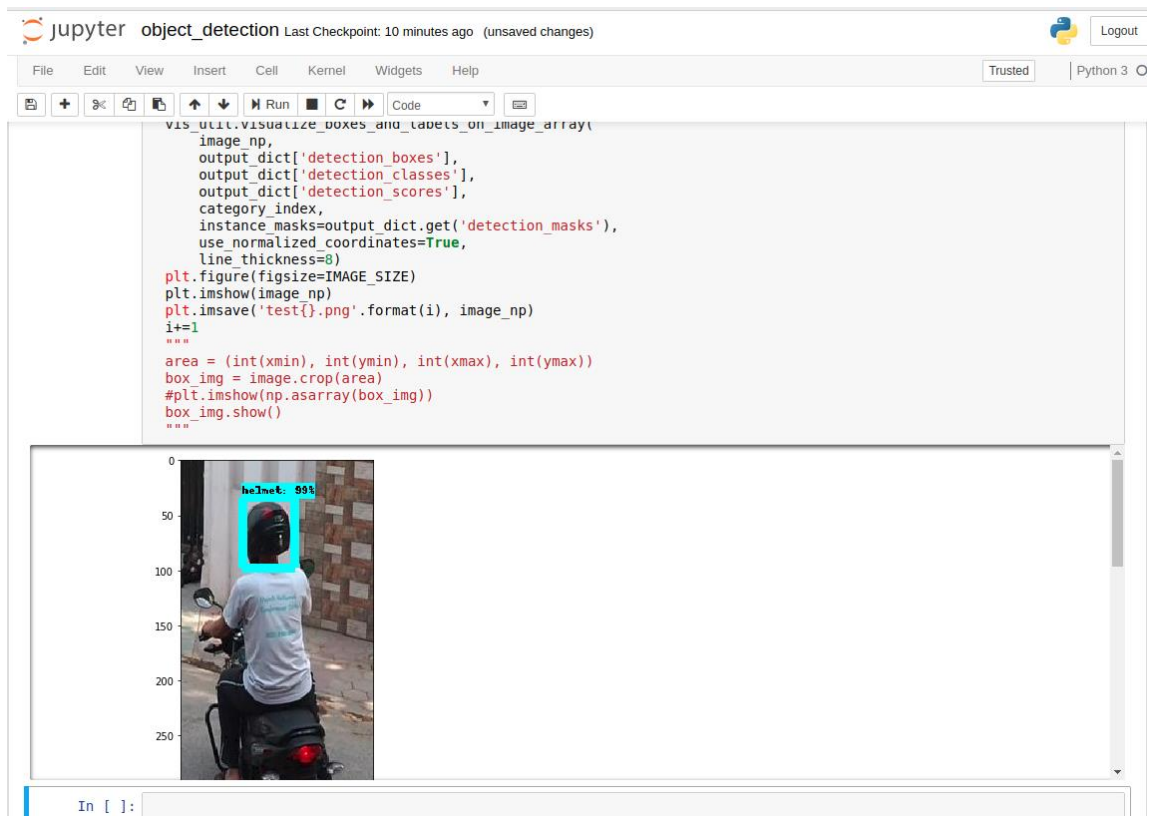 jupyter object_detection Last Checkpoint: 10 minutes ago (unsaved changes)
Logout
File Edit View Insert Cell Kernel Widgets Help
Trusted
Python 3
Run
Code
vis_util.visualize_boxes_and_labels_on_image_array(
image_np,
output_dict['detection_boxes'],
output_dict['detection_classes'],
output_dict['detection_scores'],
category_index,
instance_masks=output_dict.get('detection_masks'),
use_normalized_coordinates=True,
line_thickness=8)
plt.figure(figsize=IMAGE_SIZE)
plt.imshow(image_np)
plt.imsave('test{}.png'.format(i), image_np)
i+=1
"""
area = (int(xmin), int(ymin), int(xmax), int(ymax))
box_img = image.crop(area)
#plt.imshow(np.asarray(box_img))
box_img.show()
"""
0
helmet: 99%
50
100
150
200
250
In [ ]: